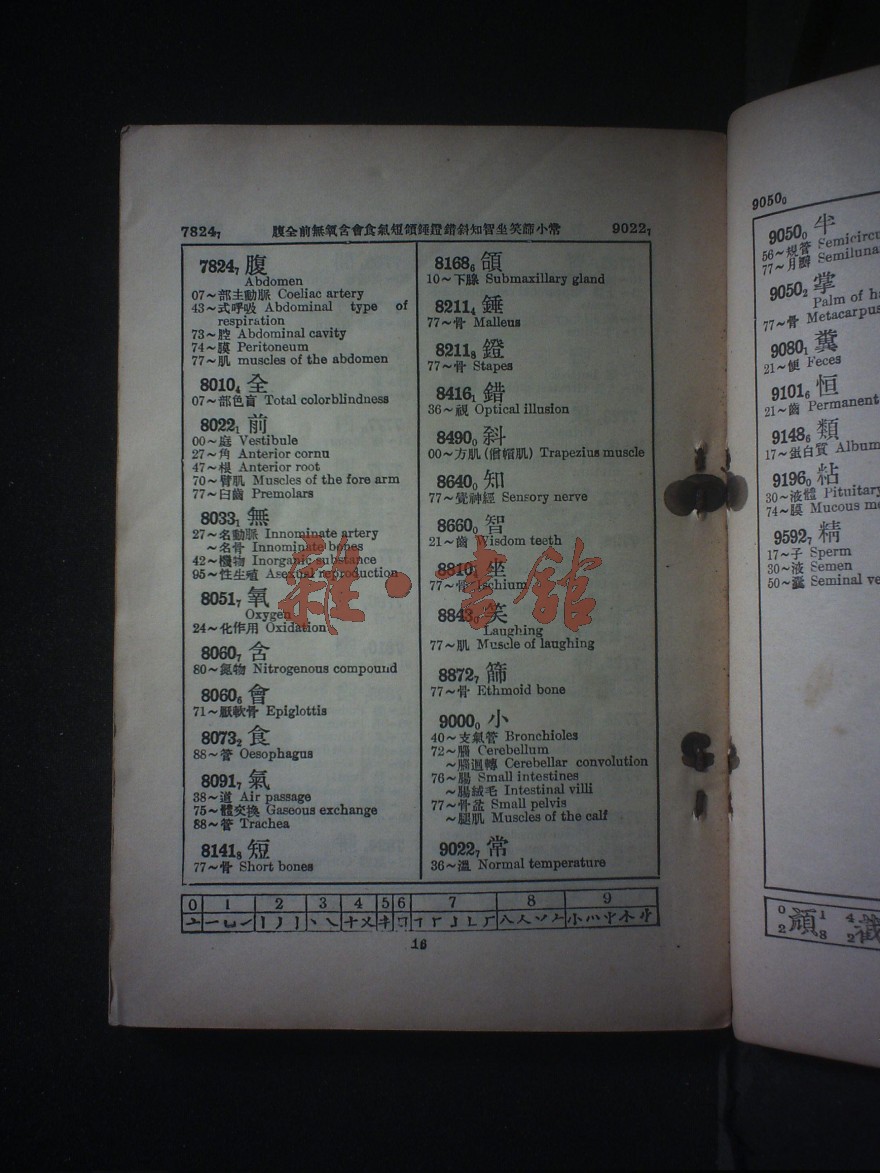 7824₇ 腹全前無氧含會食氣短頜錘鐙錯斜知智坐笑篩小常 9022₇
7824₇ 腹
Abdomen
07～部主動脈 Coeliac artery
43～式呼吸 Abdominal type of
respiration
73～腔 Abdominal cavity
74～膜 Peritoneum
77～肌 muscles of the abdomen
8010₄ 全
07～部色盲 Total colorblindness
8022₁ 前
00～庭 Vestibule
27～角 Anterior cornu
47～根 Anterior root
70～臂肌 Muscles of the fore arm
77～臼齒 Premolars
8033₁ 無
27～名動脈 Innominate artery
～名骨 Innominate bones
42～機物 Inorganic substance
95～性生殖 Asexual reproduction
8051₇ 氧
Oxygen
24～化作用 Oxidation
8060₇ 含
80～氮物 Nitrogenous compound
8060₆ 會
71～厭軟骨 Epiglottis
8073₂ 食
88～管 Oesophagus
8091₇ 氣
38～道 Air passage
75～體交換 Gaseous exchange
88～管 Trachea
8141₈ 短
77～骨 Short bones
8168₆ 頜
10～下腺 Submaxillary gland
8211₄ 錘
77～骨 Malleus
8211₈ 鐙
77～骨 Stapes
8416₁ 錯
36～視 Optical illusion
8490₀ 斜
00～方肌(僧帽肌) Trapezius muscle
8640₀ 知
77～覺神經 Sensory nerve
8660₀ 智
21～齒 Wisdom teeth
8810₁ 坐
77～骨 Ischium
8843₀ 笑
Laughing
77～肌 Muscle of laughing
8872₇ 篩
77～骨 Ethmoid bone
9000₀ 小
40～支氣管 Bronchioles
72～腦 Cerebellum
～腦迴轉 Cerebellar convolution
76～腸 Small intestines
～腸絨毛 Intestinal villi
77～骨盆 Small pelvis
～腿肌 Muscles of the calf
9022₇ 常
36～溫 Normal temperature
0 1 2 3 4 5 6 7 8 9
16
雜·書館
9050₀
9050₀ 半
56～規管 Semicircu
77～月瓣 Semiluna
9050₂ 掌
Palm of ha
77～骨 Metacarpus
9080₁ 糞
21～便 Feces
9101₆ 恒
21～齒 Permanent
9148₆ 類
17～蛋白質 Album
9196₀ 粘
30～液體 Pituitary
74～膜 Mucous me
9592₇ 精
17～子 Sperm
30～液 Semen
50～囊 Seminal ve
0 1 4
2 8 2